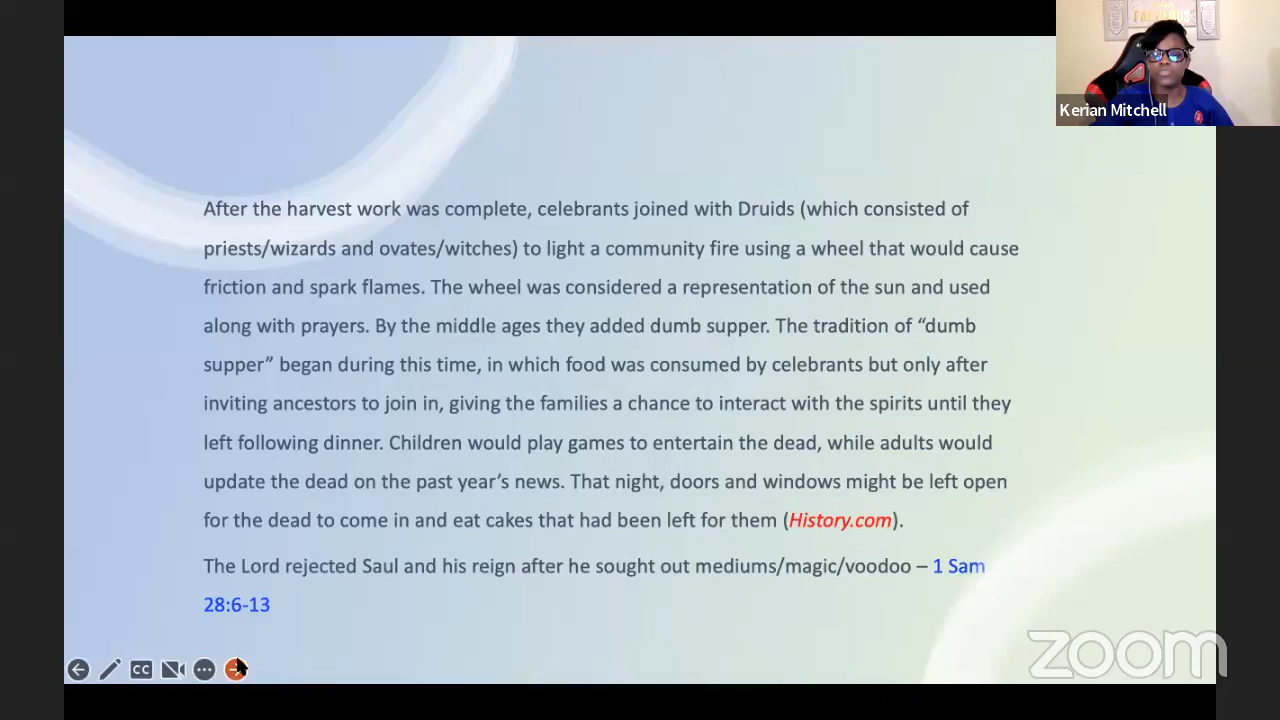 Kerian Mitchell
After the harvest work was complete, celebrants joined with Druids (which consisted of
priests/wizards and ovates/witches) to light a community fire using a wheel that would cause
friction and spark flames. The wheel was considered a representation of the sun and used
along with prayers. By the middle ages they added dumb supper. The tradition of “dumb
supper” began during this time, in which food was consumed by celebrants but only after
inviting ancestors to join in, giving the families a chance to interact with the spirits until they
left following dinner. Children would play games to entertain the dead, while adults would
update the dead on the past year’s news. That night, doors and windows might be left open
for the dead to come in and eat cakes that had been left for them (History.com).
The Lord rejected Saul and his reign after he sought out mediums/magic/voodoo – 1 Sam
28:6-13
CC
zoom